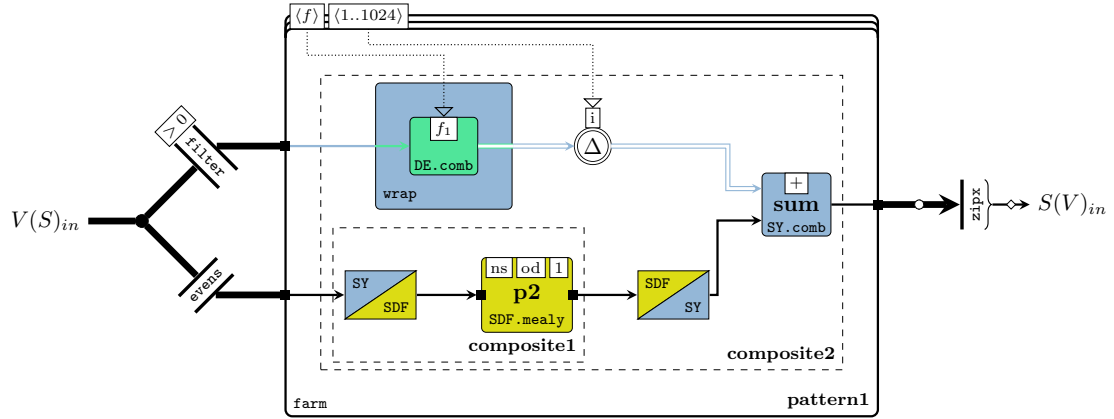 ⟨f⟩ ⟨1..1024⟩
> 0
filter
f₁
DE.comb
wrap
i
Δ
+
sum
SY.comb
V(S)in
evens
SY
SDF
ns od 1
p2
SDF.mealy
composite1
SDF
SY
composite2
farm
pattern1
zipx
S(V)in